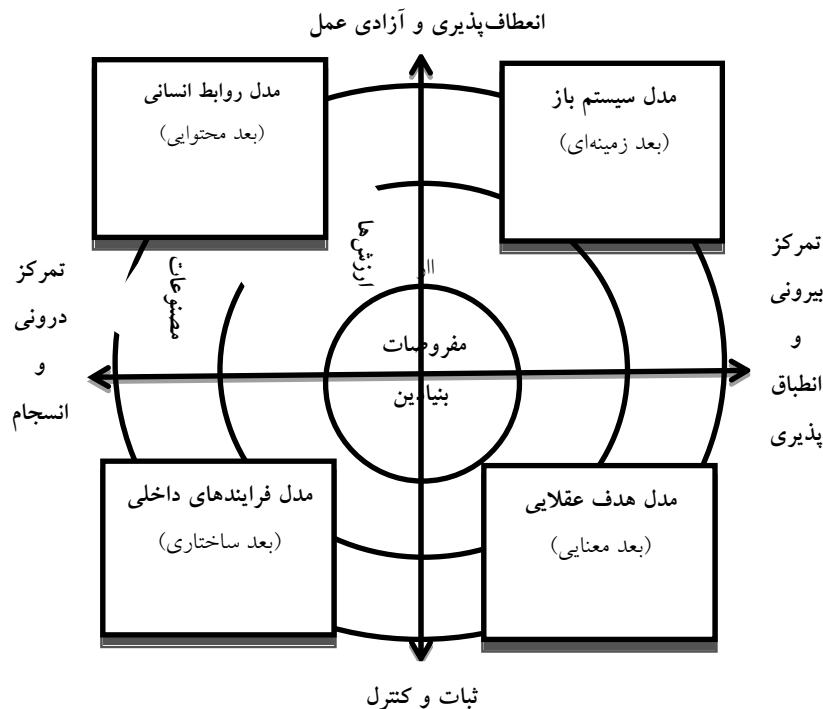 انعطاف‌پذیری و آزادی عمل
مدل سیستم باز
(بعد زمینه‌ای)
مدل روابط انسانی
(بعد محتوایی)
تمرکز
بیرونی
و
انطباق
پذیری
ارزش‌ها
مصنوعات
تمرکز
درونی
و
انسجام
مفروضات
بنیادین
مدل هدف عقلایی
(بعد معنایی)
مدل فرایندهای داخلی
(بعد ساختاری)
ثبات و کنترل